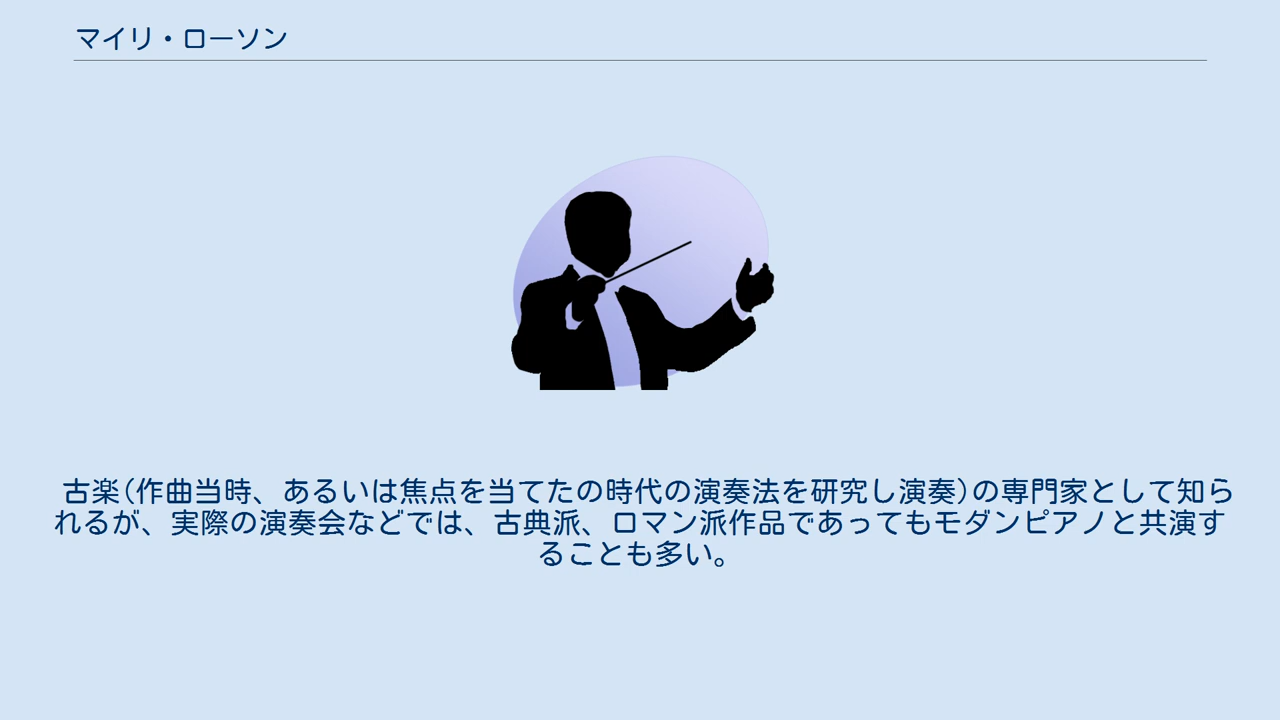 マイリ・ローソン
古楽(作曲当時、あるいは焦点を当てたの時代の演奏法を研究し演奏)の専門家として知ら
れるが、実際の演奏会などでは、古典派、ロマン派作品であってもモダンピアノと共演す
ることも多い。